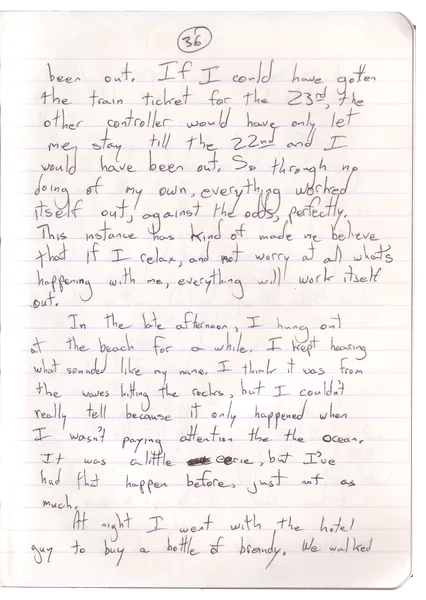 36
been out. If I could have gotten
the train ticket for the 23rd, the
other controller would have only let
me stay till the 22nd and I
would have been out. So through no
doing of my own, everything worked
itself out, against the odds, perfectly.
This instance has kind of made me believe
that if I relax, and not worry at all what's
happening with me, everything will work itself
out.
In the late afternoon, I hung out
at the beach for a while. I kept hearing
what sounded like my name. I think it was from
the waves hitting the rocks, but I couldn't
really tell because it only happened when
I wasn't paying attention the the ocean.
It was a little eerie, but I've
had that happen before, just not as
much.
At night I went with the hotel
guy to buy a bottle of brandy. We walked